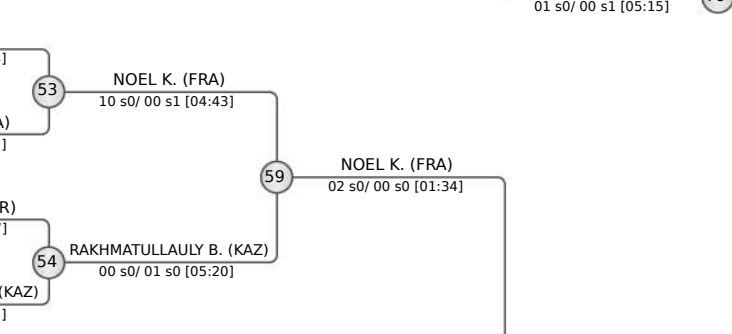 01 s0/ 00 s1 [05:15]
]
53
NOEL K. (FRA)
10 s0/ 00 s1 [04:43]
A)
]
59
NOEL K. (FRA)
02 s0/ 00 s0 [01:34]
R)
]
54
RAKHMATULLAULY B. (KAZ)
00 s0/ 01 s0 [05:20]
(KAZ)
]